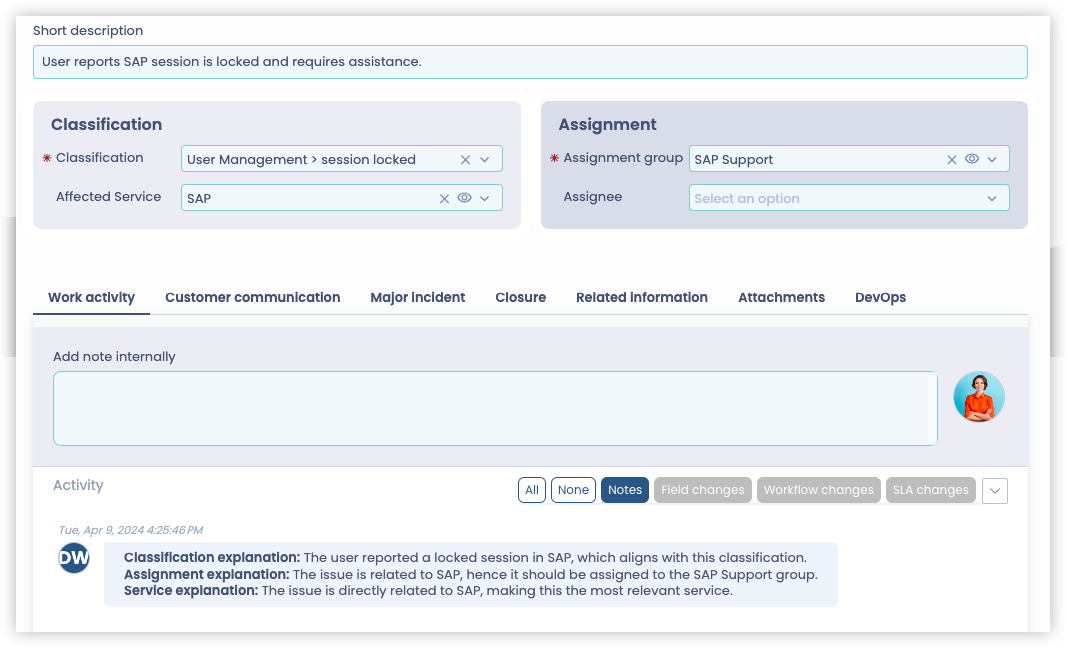 Short description
User reports SAP session is locked and requires assistance.
Classification
* Classification User Management > session locked
Affected Service SAP
Assignment
* Assignment group SAP Support
Assignee Select an option
Work activity Customer communication Major incident Closure Related information Attachments DevOps
Add note internally
Activity All None Notes Field changes Workflow changes SLA changes
Tue, Apr 9, 2024 4:25:46 PM
DW
Classification explanation: The user reported a locked session in SAP, which aligns with this classification.
Assignment explanation: The issue is related to SAP, hence it should be assigned to the SAP Support group.
Service explanation: The issue is directly related to SAP, making this the most relevant service.